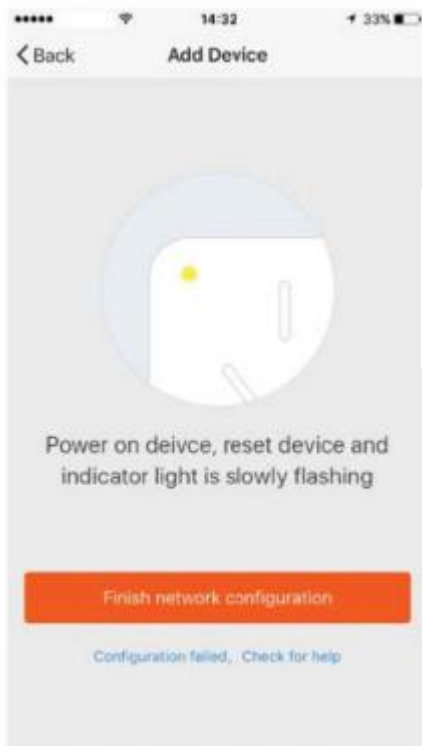 14:32
33%
Back
Add Device
Power on deivce, reset device and
indicator light is slowly flashing
Finish network configuration
Configuration failed, Check for help